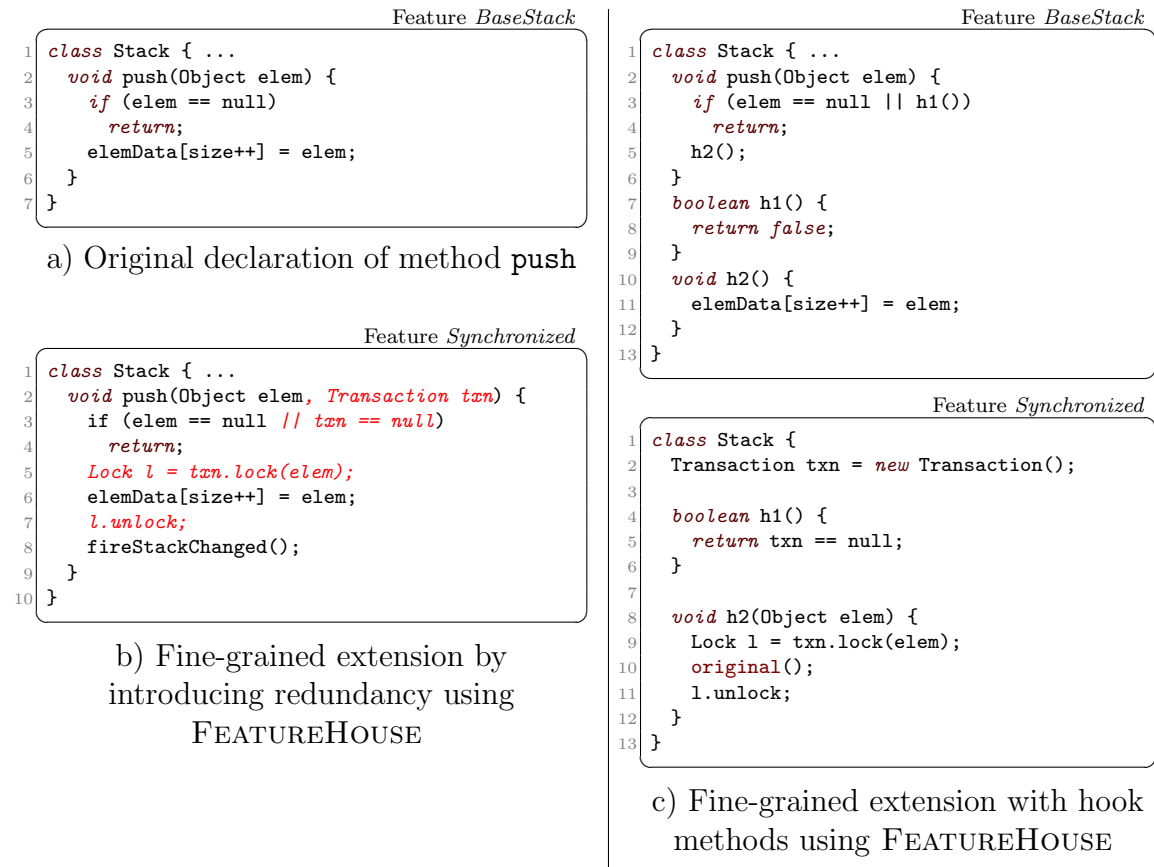 Feature BaseStack
1 class Stack { ...
2   void push(Object elem) {
3     if (elem == null)
4       return;
5     elemData[size++] = elem;
6   }
7 }
a) Original declaration of method push
Feature Synchronized
1 class Stack { ...
2   void push(Object elem, Transaction txn) {
3     if (elem == null || txn == null)
4       return;
5     Lock l = txn.lock(elem);
6     elemData[size++] = elem;
7     l.unlock;
8     fireStackChanged();
9   }
10 }
b) Fine-grained extension by
introducing redundancy using
FEATUREHOUSE
Feature BaseStack
1 class Stack { ...
2   void push(Object elem) {
3     if (elem == null || h1())
4       return;
5     h2();
6   }
7   boolean h1() {
8     return false;
9   }
10   void h2() {
11     elemData[size++] = elem;
12   }
13 }
Feature Synchronized
1 class Stack {
2   Transaction txn = new Transaction();
3
4   boolean h1() {
5     return txn == null;
6   }
7
8   void h2(Object elem) {
9     Lock l = txn.lock(elem);
10     original();
11     l.unlock;
12   }
13 }
c) Fine-grained extension with hook
methods using FEATUREHOUSE